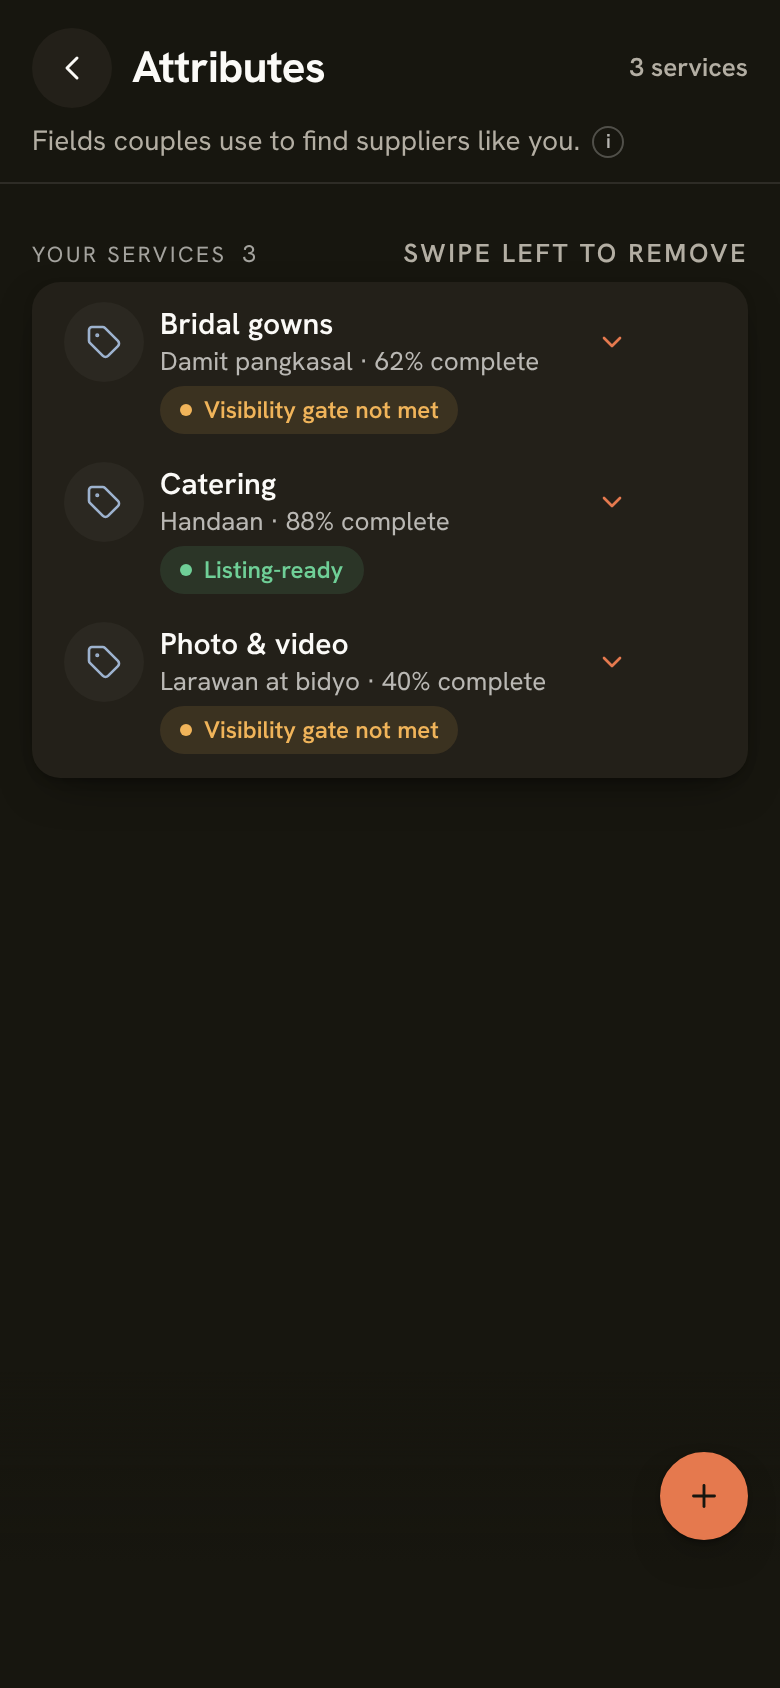 Attributes
3 services
Fields couples use to find suppliers like you. i
YOUR SERVICES 3
SWIPE LEFT TO REMOVE
Bridal gowns
Damit pangkasal · 62% complete
Visibility gate not met
Catering
Handaan · 88% complete
Listing-ready
Photo & video
Larawan at bidyo · 40% complete
Visibility gate not met